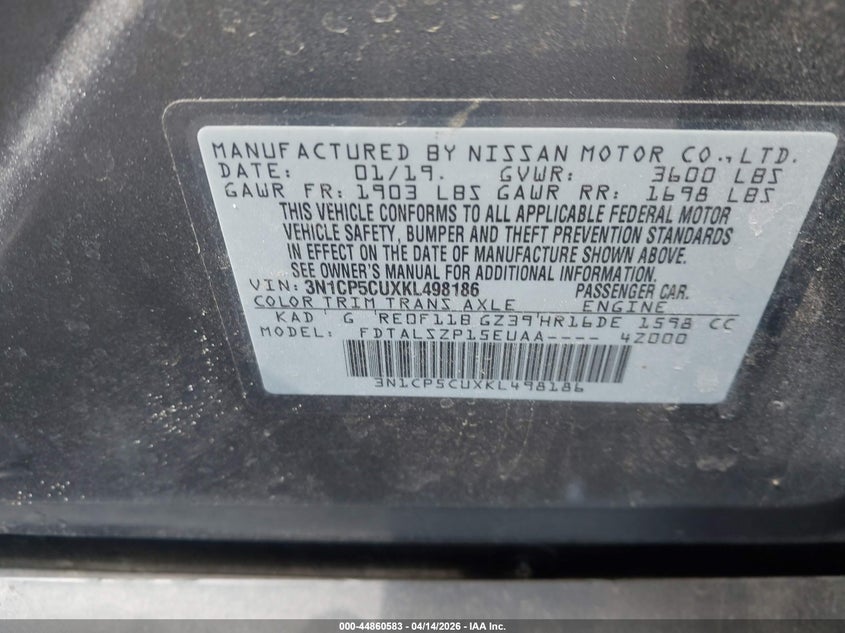 MANUFACTURED BY NISSAN MOTOR CO., LTD.
DATE: 01/19. GVWR: 3600 LBS
GAWR FR: 1903 LBS GAWR RR: 1698 LBS
THIS VEHICLE CONFORMS TO ALL APPLICABLE FEDERAL MOTOR
VEHICLE SAFETY, BUMPER AND THEFT PREVENTION STANDARDS
IN EFFECT ON THE DATE OF MANUFACTURE SHOWN ABOVE.
SEE OWNER'S MANUAL FOR ADDITIONAL INFORMATION
VIN: 3N1CP5CUXKL498186 PASSENGER CAR.
COLOR TRIM TRANS AXLE ENGINE
KAD G RE0F11B GZ39 HR16DE 1598 CC
MODEL: FDTALSZP15EUAA---- 4Z000
3N1CP5CUXKL498186
000-44860583 | 04/14/2026 - IAA Inc.